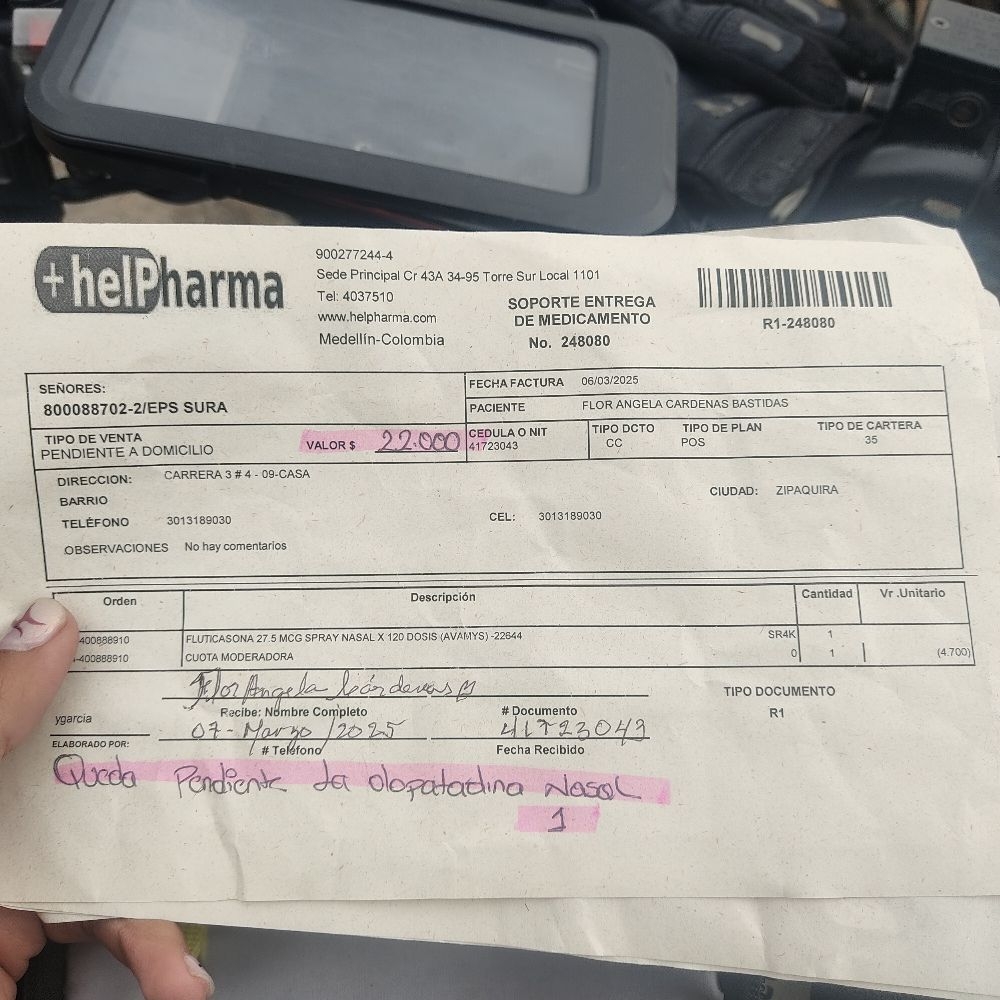 +helPharma
900277244-4
Sede Principal Cr 43A 34-95 Torre Sur Local 1101
Tel: 4037510
www.helpharma.com
Medellín-Colombia
SOPORTE ENTREGA
DE MEDICAMENTO
No. 248080
R1-248080
SEÑORES:
800088702-2/EPS SURA
FECHA FACTURA 06/03/2025
PACIENTE FLOR ANGELA CARDENAS BASTIDAS
TIPO DE VENTA
PENDIENTE A DOMICILIO
VALOR $ 22.000
CEDULA O NIT
41723043
TIPO DCTO
CC
TIPO DE PLAN
POS
TIPO DE CARTERA
35
DIRECCION: CARRERA 3 # 4 - 09-CASA
BARRIO
CIUDAD: ZIPAQUIRA
TELÉFONO 3013189030
CEL: 3013189030
OBSERVACIONES No hay comentarios
Orden Descripción Cantidad Vr .Unitario
-400888910 FLUTICASONA 27.5 MCG SPRAY NASAL X 120 DOSIS (AVAMYS) -22644 SR4K 1
-400888910 CUOTA MODERADORA 0 1 (4.700)
Flor Angela Cárdenas B
Recibe: Nombre Completo
# Documento
TIPO DOCUMENTO
R1
ygarcia
07-Marzo/2025
41723043
ELABORADO POR:
# Teléfono
Fecha Recibido
Queda Pendiente la olopatadina Nasal
1